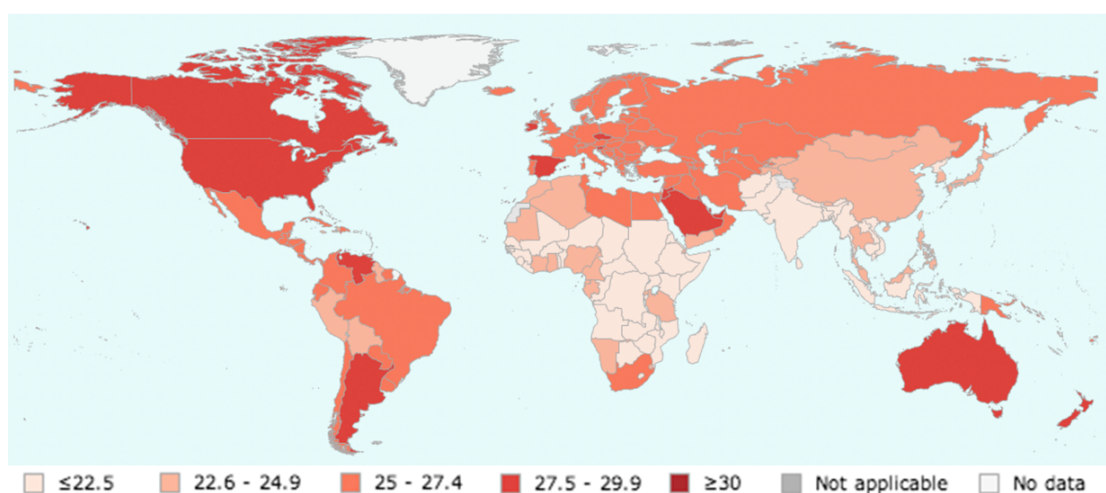 ≤22.5 22.6 - 24.9 25 - 27.4 27.5 - 29.9 ≥30 Not applicable No data